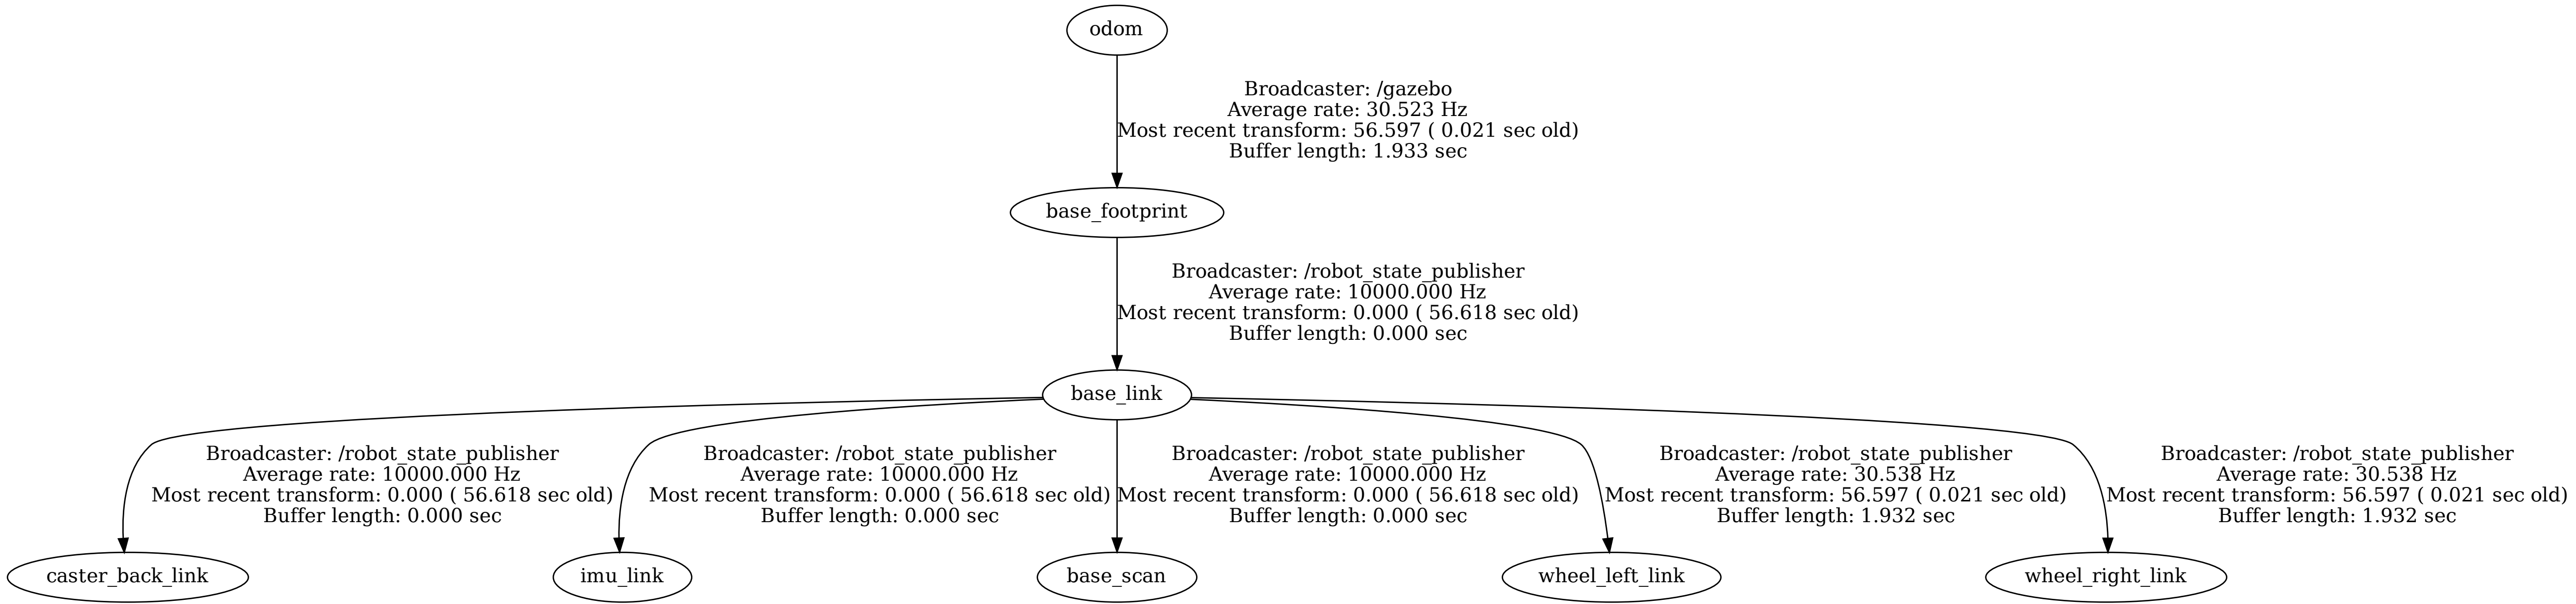 odom
Broadcaster: /gazebo
Average rate: 30.523 Hz
Most recent transform: 56.597 ( 0.021 sec old)
Buffer length: 1.933 sec
base_footprint
Broadcaster: /robot_state_publisher
Average rate: 10000.000 Hz
Most recent transform: 0.000 ( 56.618 sec old)
Buffer length: 0.000 sec
base_link
Broadcaster: /robot_state_publisher
Average rate: 10000.000 Hz
Most recent transform: 0.000 ( 56.618 sec old)
Buffer length: 0.000 sec
Broadcaster: /robot_state_publisher
Average rate: 10000.000 Hz
Most recent transform: 0.000 ( 56.618 sec old)
Buffer length: 0.000 sec
Broadcaster: /robot_state_publisher
Average rate: 10000.000 Hz
Most recent transform: 0.000 ( 56.618 sec old)
Buffer length: 0.000 sec
Broadcaster: /robot_state_publisher
Average rate: 30.538 Hz
Most recent transform: 56.597 ( 0.021 sec old)
Buffer length: 1.932 sec
Broadcaster: /robot_state_publisher
Average rate: 30.538 Hz
Most recent transform: 56.597 ( 0.021 sec old)
Buffer length: 1.932 sec
caster_back_link
imu_link
base_scan
wheel_left_link
wheel_right_link